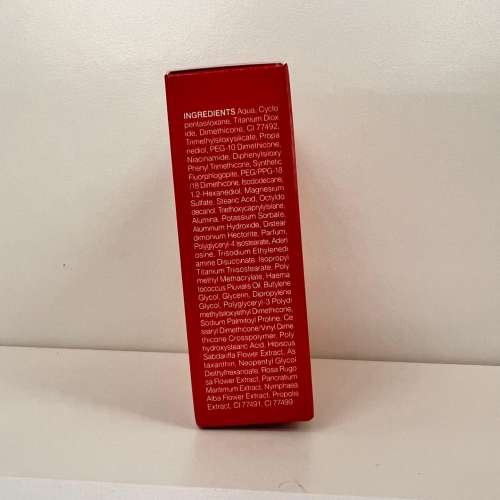 INGREDIENTS Aqua, Cyclo
pentasiloxane, Titanium Diox
ide, Dimethicone, CI 77492,
Trimethylsiloxysilicate, Propa
nediol, PEG-10 Dimethicone,
Niacinamide, Diphenylsiloxy
Phenyl Trimethicone, Synthetic
Fluorphlogopite, PEG/PPG-18
/18 Dimethicone, Isododecane,
1,2-Hexanediol, Magnesium
Sulfate, Stearic Acid, Octyldo
decanol, Triethoxycaprylylsilane,
Alumina, Potassium Sorbate,
Aluminum Hydroxide, Distear
dimonium Hectorite, Parfum,
Polyglyceryl-4 Isostearate, Aden
osine, Trisodium Ethylenedi
amine Disuccinate, Isopropyl
Titanium Triisostearate, Poly
methyl Methacrylate, Haema
tococcus Pluvialis Oil, Butylene
Glycol, Glycerin, Dipropylene
Glycol, Polyglyceryl-3 Polydi
methylsiloxyethyl Dimethicone,
Sodium Palmitoyl Proline, Ce
tearyl Dimethicone/Vinyl Dime
thicone Crosspolymer, Poly
hydroxystearic Acid, Hibiscus
Sabdariffa Flower Extract, As
taxanthin, Neopentyl Glycol
Diethylhexanoate, Rosa Rugo
sa Flower Extract, Pancratium
Maritimum Extract, Nymphaea
Alba Flower Extract, Propolis
Extract, CI 77491, CI 77499